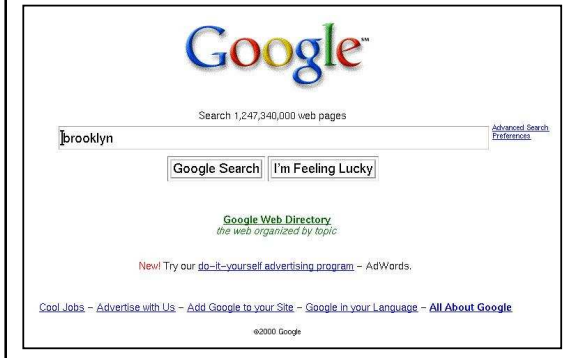 Google℠
Search 1,247,340,000 web pages
brooklyn
Advanced Search
Preferences
Google Search I'm Feeling Lucky
Google Web Directory
the web organized by topic
New! Try our do-it-yourself advertising program - AdWords.
Cool Jobs - Advertise with Us - Add Google to your Site - Google in your Language - All About Google
©2000 Google